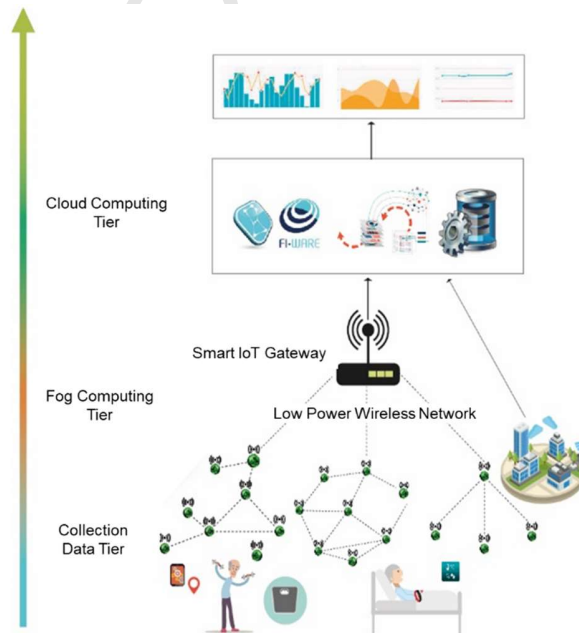 Cloud Computing
Tier
FI-WARE
Smart IoT Gateway
Fog Computing
Tier
Low Power Wireless Network
Collection
Data Tier